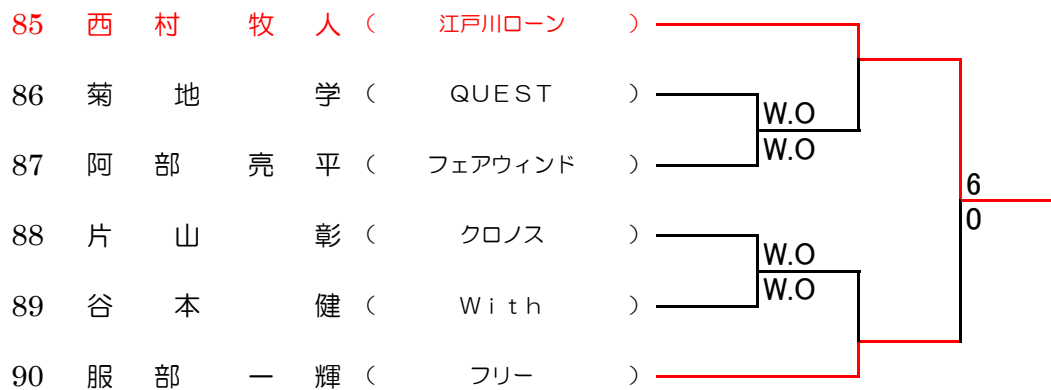 85 西村 牧人 ( 江戸川ローン )
86 菊地 学 ( QUEST )
W.O
87 阿部 亮平 ( フェアウィンド )
W.O
6
0
88 片山 彰 ( クロノス )
W.O
89 谷本 健 ( With )
W.O
90 服部 一輝 ( フリー )